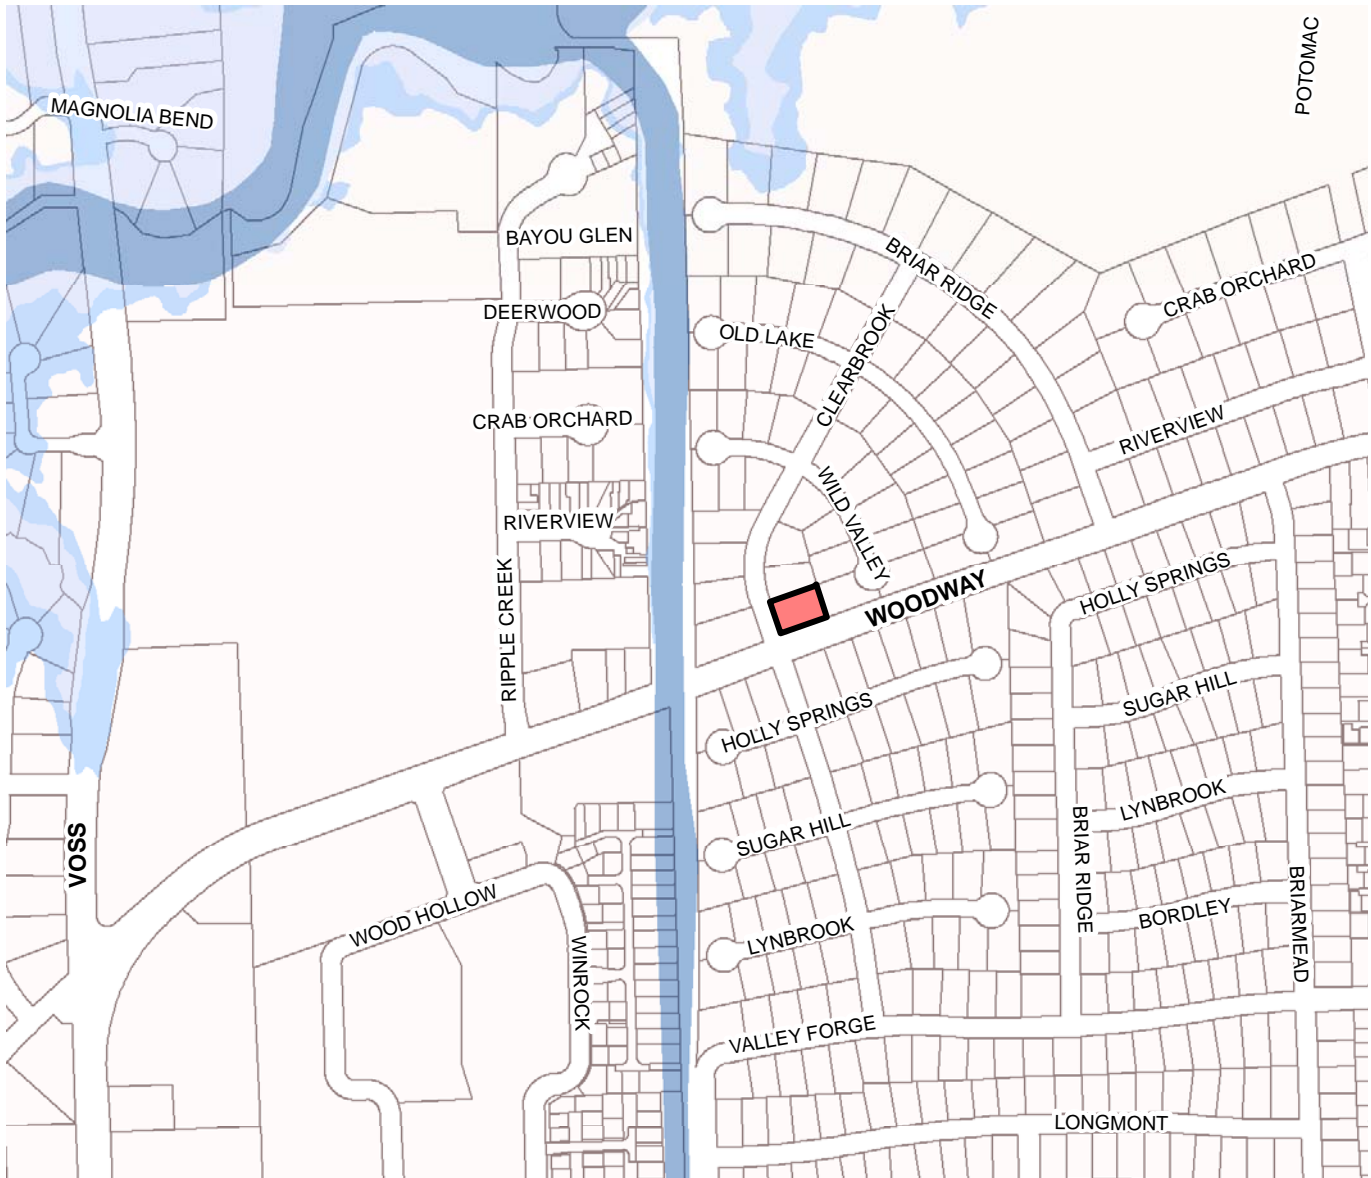 POTOMAC
MAGNOLIA BEND
BAYOU GLEN
BRIAR RIDGE
CRAB ORCHARD
DEERWOOD
OLD LAKE
CLEARBROOK
CRAB ORCHARD
RIVERVIEW
WILD VALLEY
RIVERVIEW
RIPPLE CREEK
WOODWAY
HOLLY SPRINGS
HOLLY SPRINGS
SUGAR HILL
VOSS
SUGAR HILL
LYNBROOK
BRIAR RIDGE
WOOD HOLLOW
LYNBROOK
BORDLEY
BRIARMEAD
WINROCK
VALLEY FORGE
LONGMONT